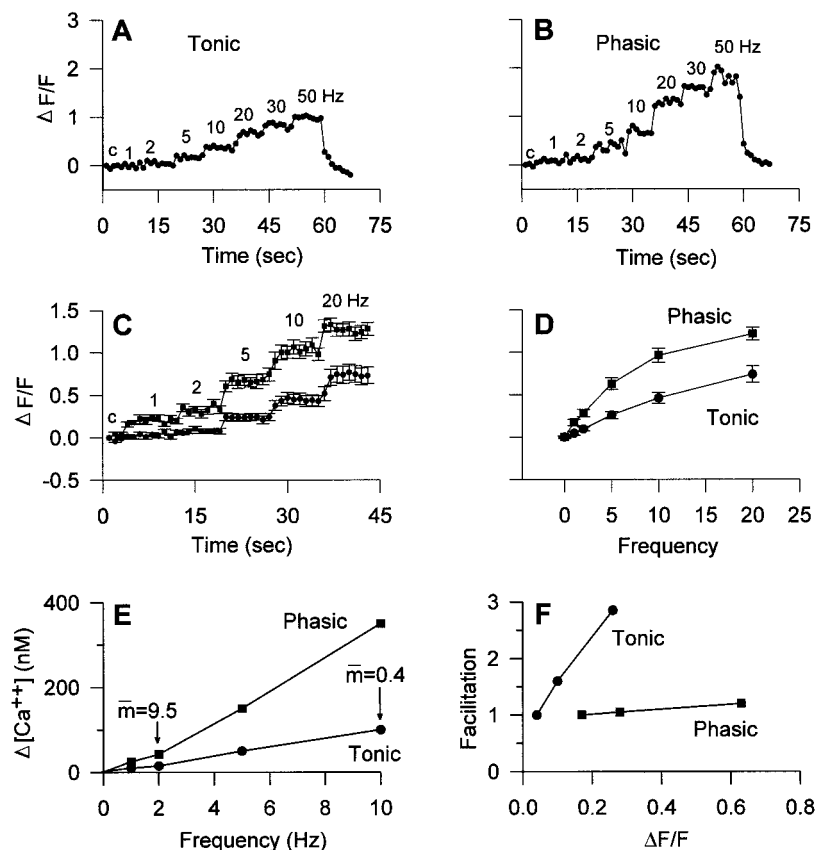 A
Tonic
Δ F/F
3
2
1
0
c 1 2 5 10 20 30 50 Hz
0 15 30 45 60 75
Time (sec)
B
Phasic
c 1 2 5 10 20 30 50 Hz
0 15 30 45 60 75
Time (sec)
C
Δ F/F
1.5
1.0
0.5
0.0
-0.5
c 1 2 5 10 20 Hz
0 15 30 45
Time (sec)
D
Phasic
Tonic
0 5 10 15 20 25
Frequency
E
Δ[Ca++] (nM)
400
200
0
Phasic
m̅=9.5
m̅=0.4
Tonic
0 2 4 6 8 10
Frequency (Hz)
F
Facilitation
3
2
1
0
Tonic
Phasic
0.0 0.2 0.4 0.6 0.8
ΔF/F